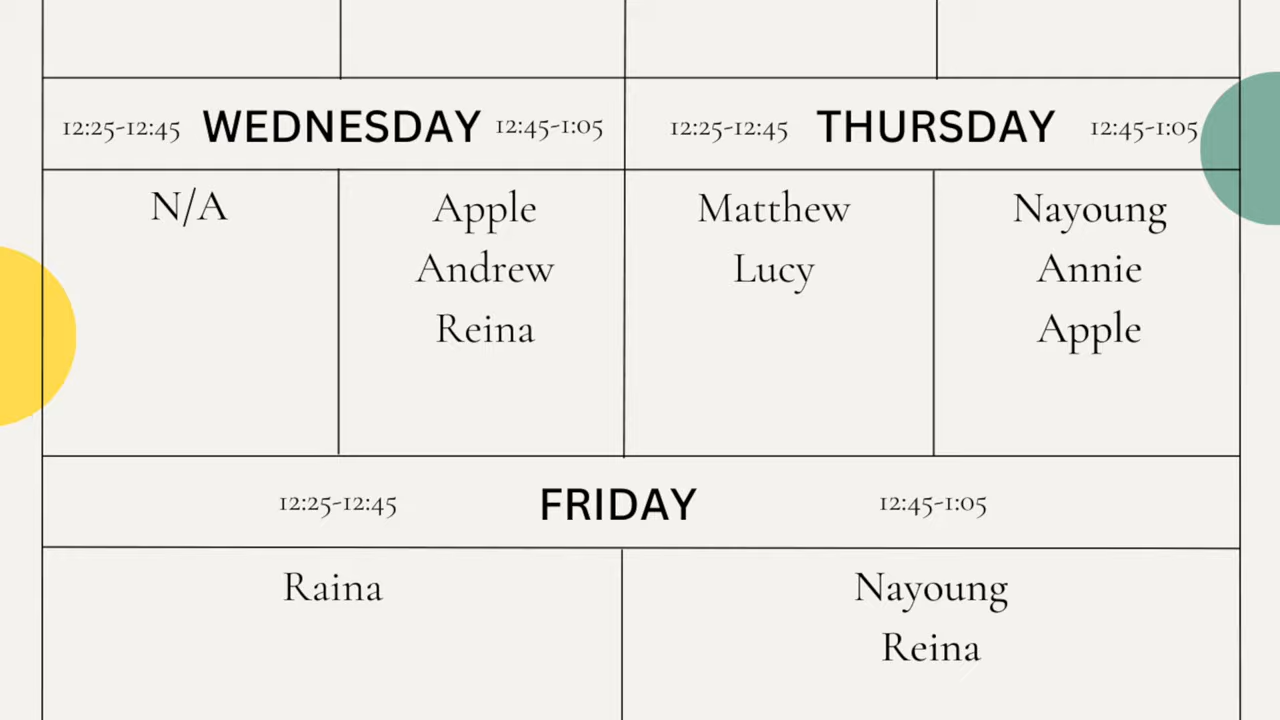 12:25-12:45 WEDNESDAY 12:45-1:05
12:25-12:45 THURSDAY 12:45-1:05
N/A
Apple
Andrew
Reina
Matthew
Lucy
Nayoung
Annie
Apple
12:25-12:45 FRIDAY 12:45-1:05
Raina
Nayoung
Reina